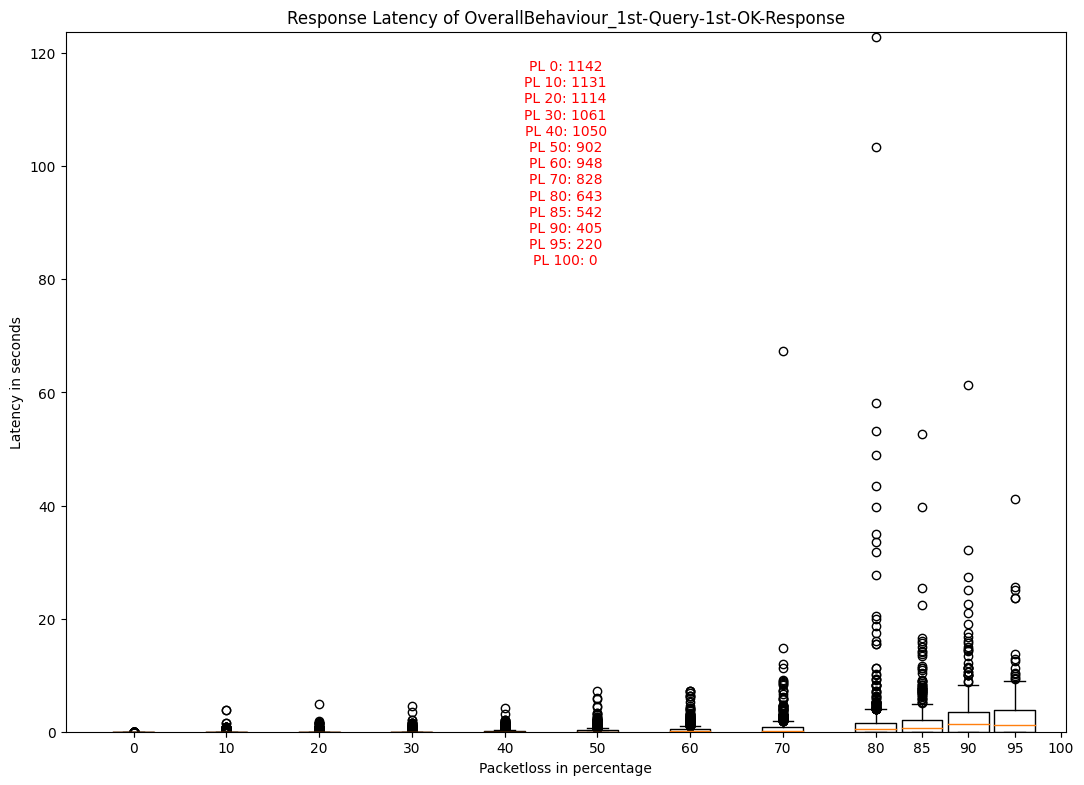 Response Latency of OverallBehaviour_1st-Query-1st-OK-Response
120
100
80
60
40
20
0
Latency in seconds
PL 0: 1142
PL 10: 1131
PL 20: 1114
PL 30: 1061
PL 40: 1050
PL 50: 902
PL 60: 948
PL 70: 828
PL 80: 643
PL 85: 542
PL 90: 405
PL 95: 220
PL 100: 0
0 10 20 30 40 50 60 70 80 85 90 95 100
Packetloss in percentage